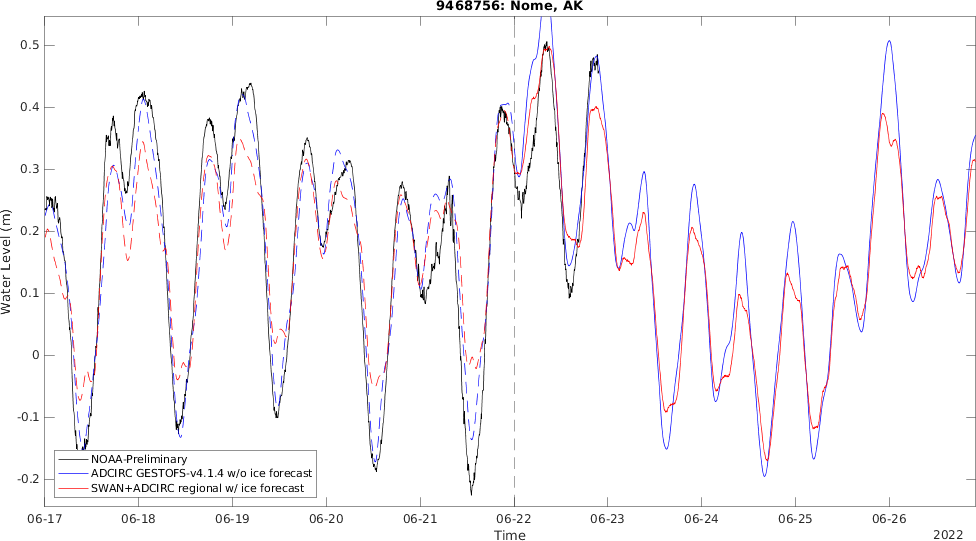 9468756: Nome, AK
Water Level (m)
0.5
0.4
0.3
0.2
0.1
0
-0.1
-0.2
NOAA-Preliminary
ADCIRC GESTOFS-v4.1.4 w/o ice forecast
SWAN+ADCIRC regional w/ ice forecast
06-17 06-18 06-19 06-20 06-21 06-22 06-23 06-24 06-25 06-26
Time
2022